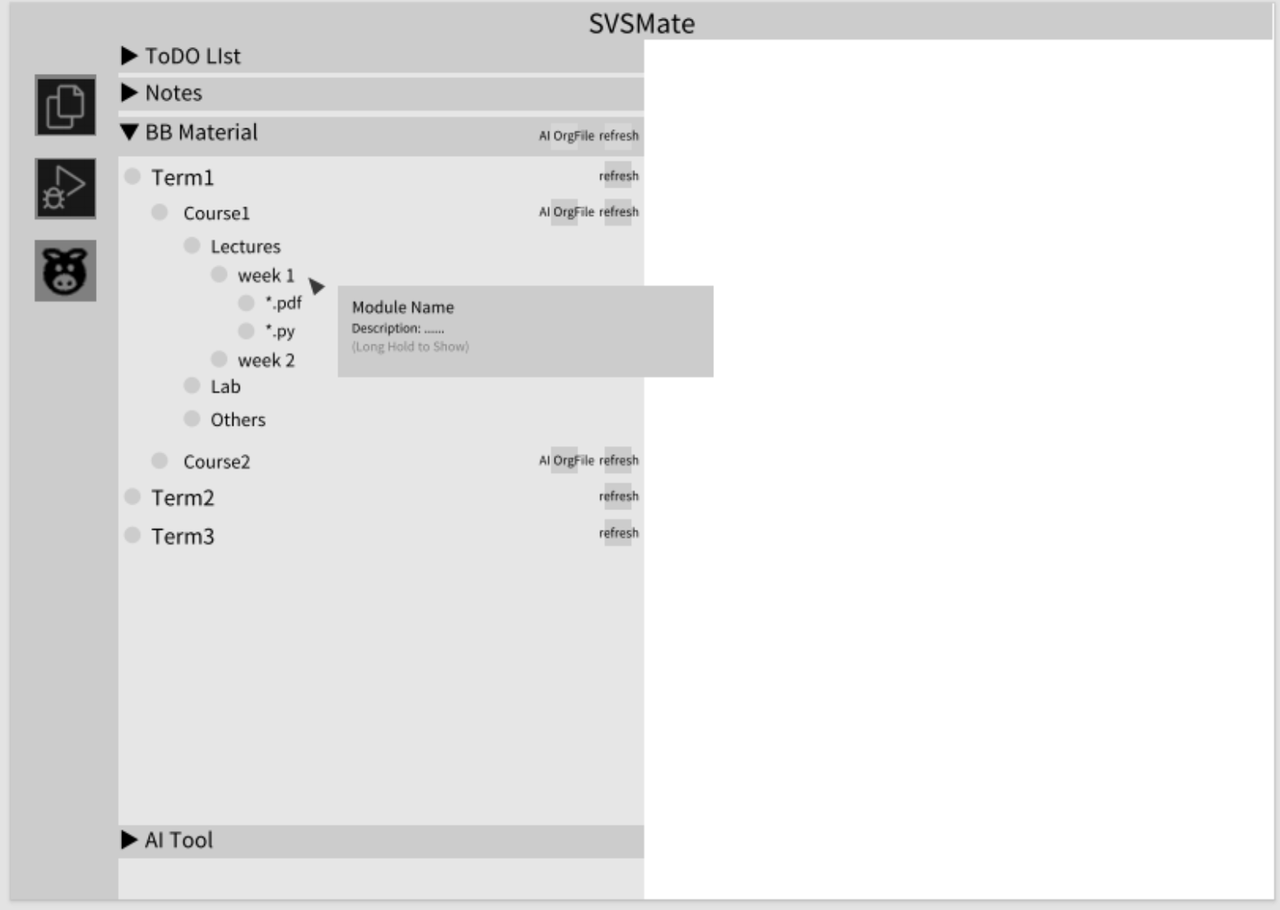 SVSMate
ToDO LIst
Notes
BB Material AI OrgFile refresh
Term1 refresh
Course1 AI OrgFile refresh
Lectures
week 1
*.pdf
Module Name
Description: ......
*.py
(Long Hold to Show)
week 2
Lab
Others
Course2 AI OrgFile refresh
Term2 refresh
Term3 refresh
AI Tool